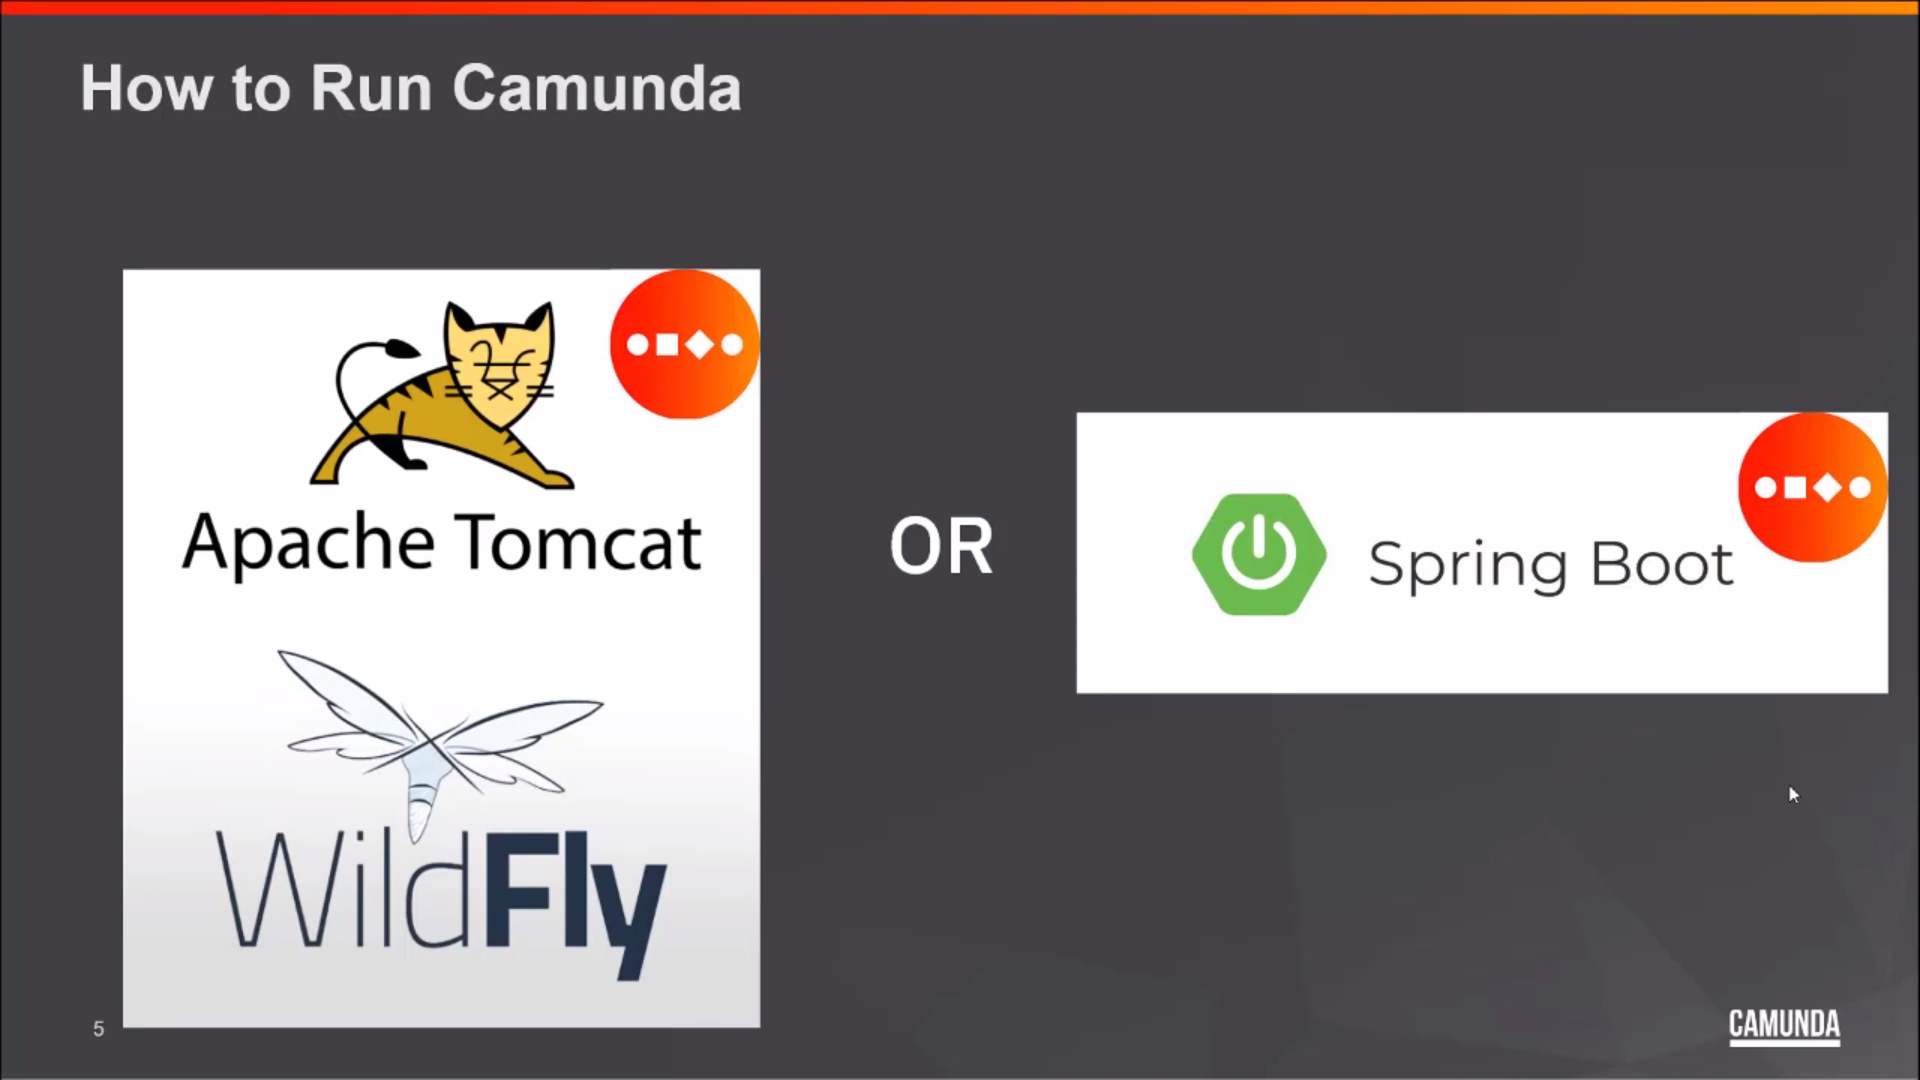 How to Run Camunda
Apache Tomcat
WildFly
OR
Spring Boot
5
CAMUNDA